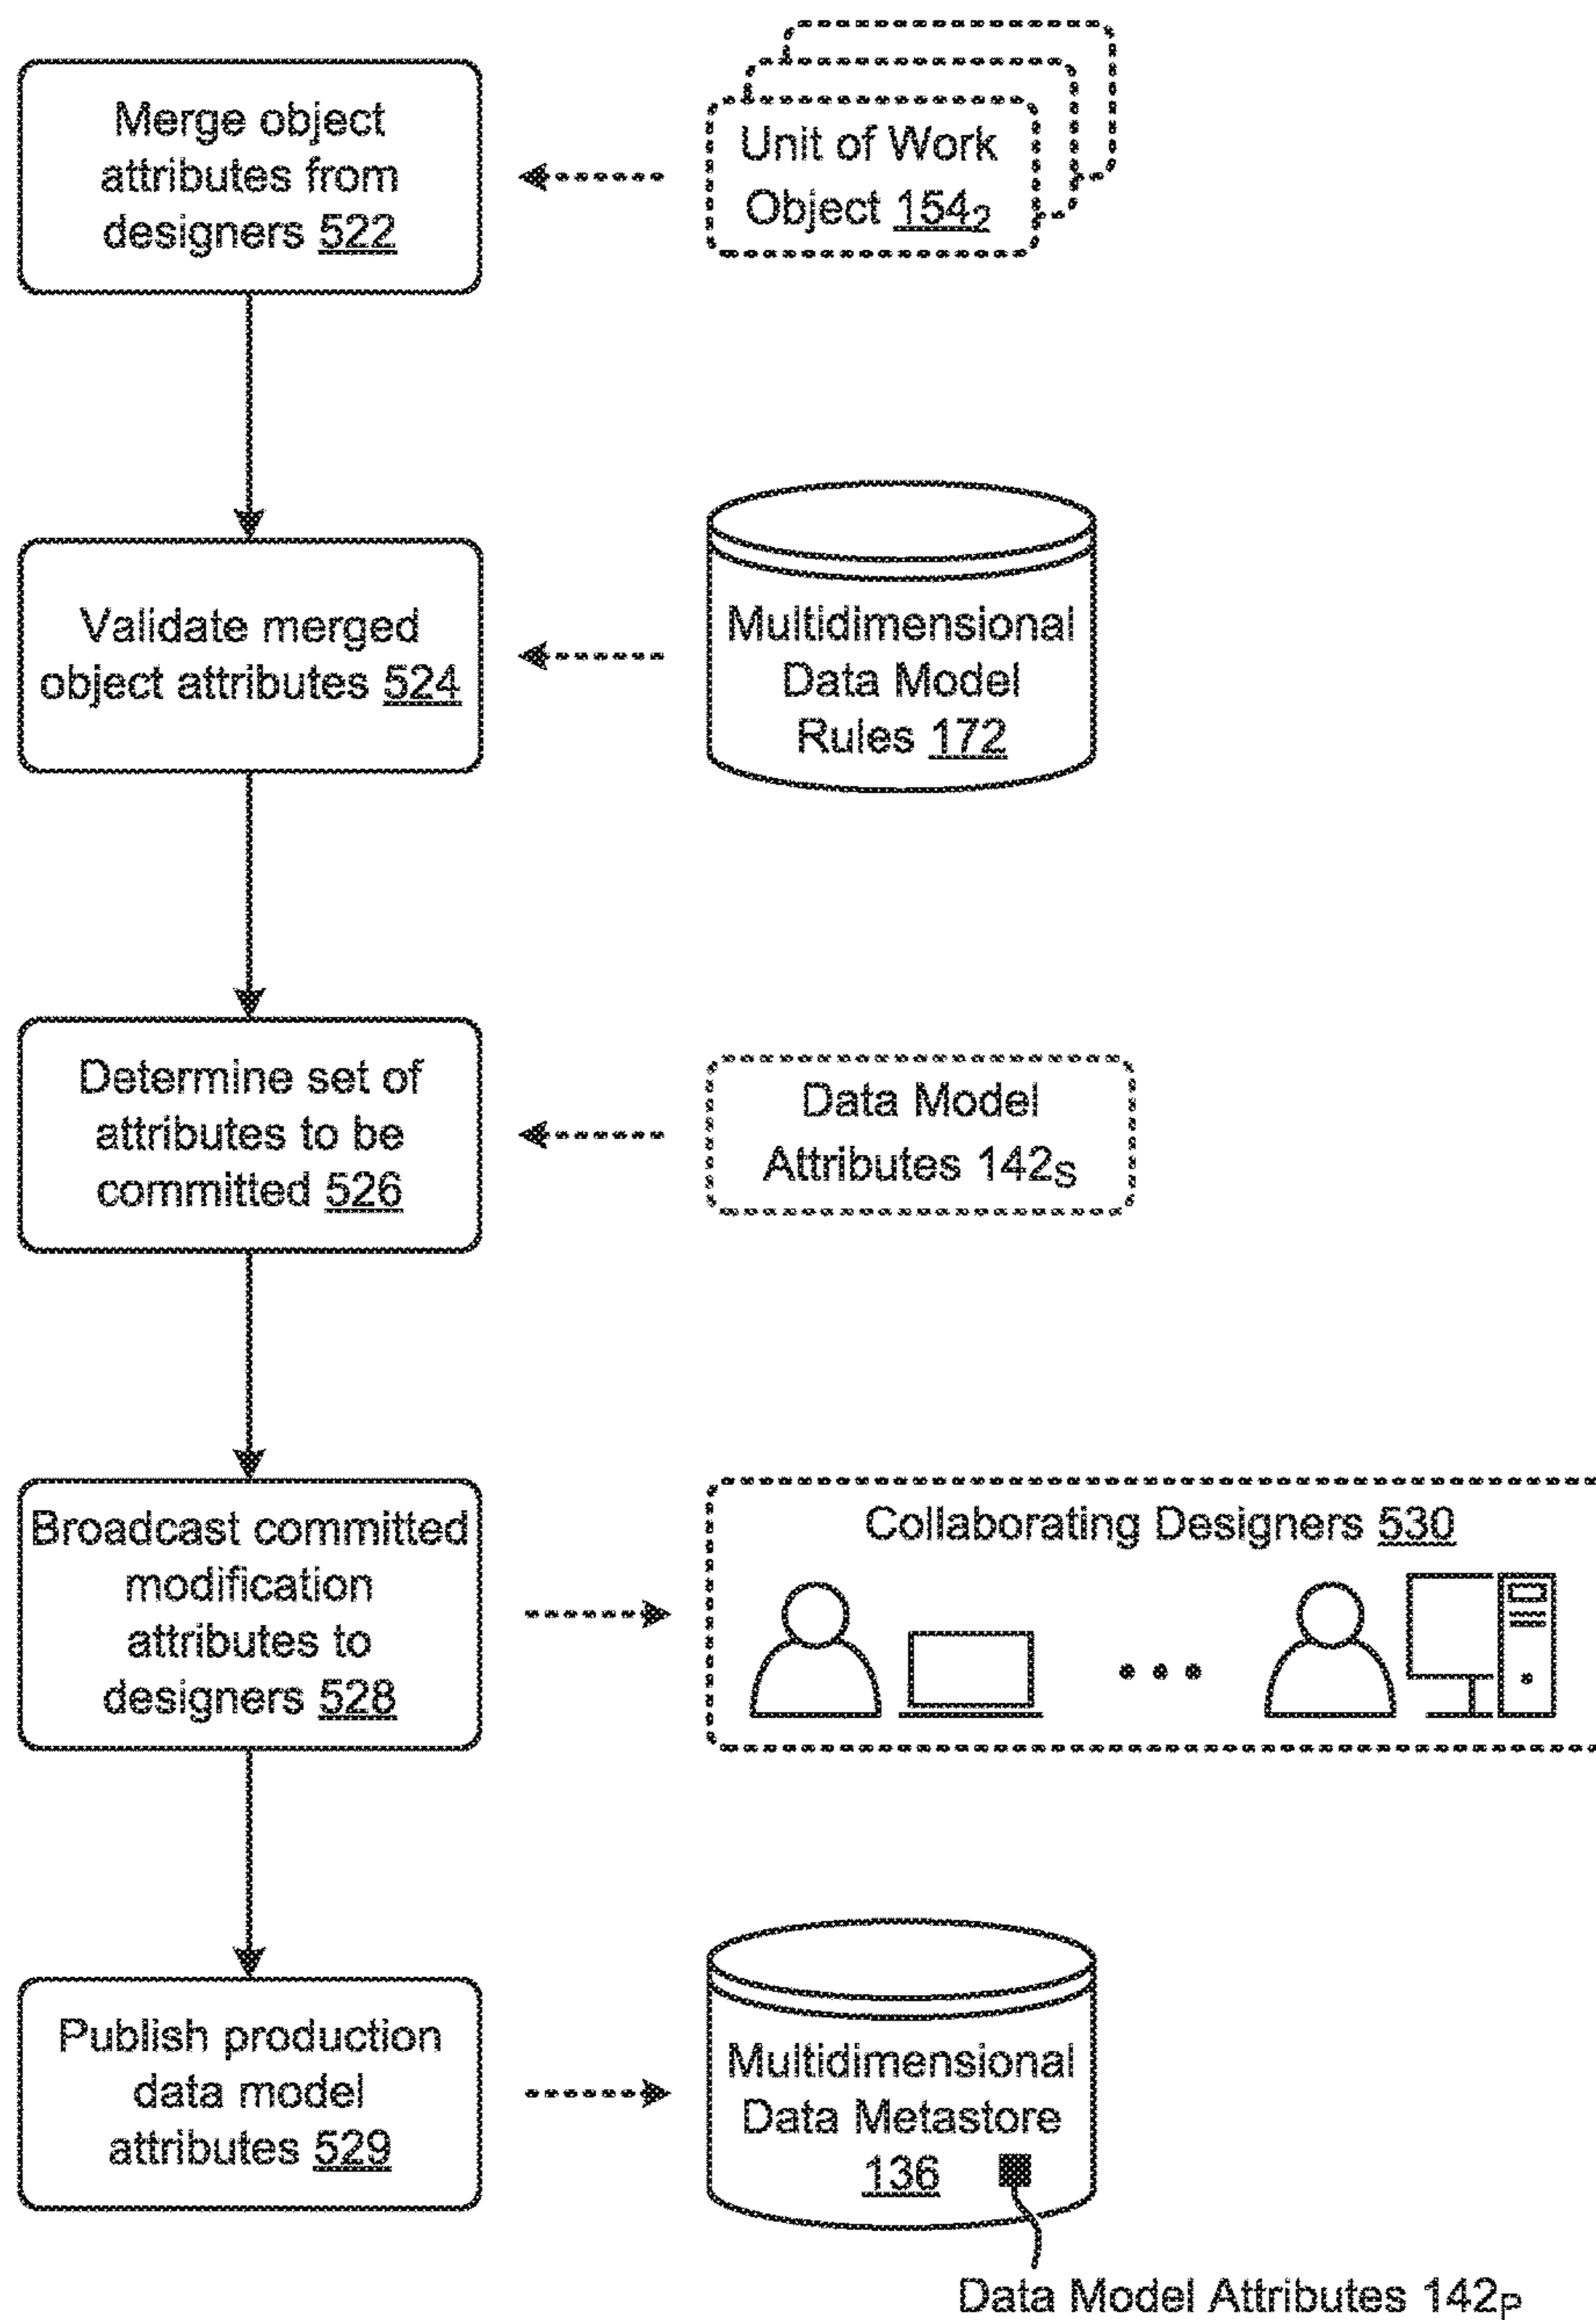 Merge object
attributes from
designers 522
Unit of Work
Object 154₂
Validate merged
object attributes 524
Multidimensional
Data Model
Rules 172
Determine set of
attributes to be
committed 526
Data Model
Attributes 142S
Broadcast committed
modification
attributes to
designers 528
Collaborating Designers 530
Publish production
data model
attributes 529
Multidimensional
Data Metastore
136
Data Model Attributes 142P